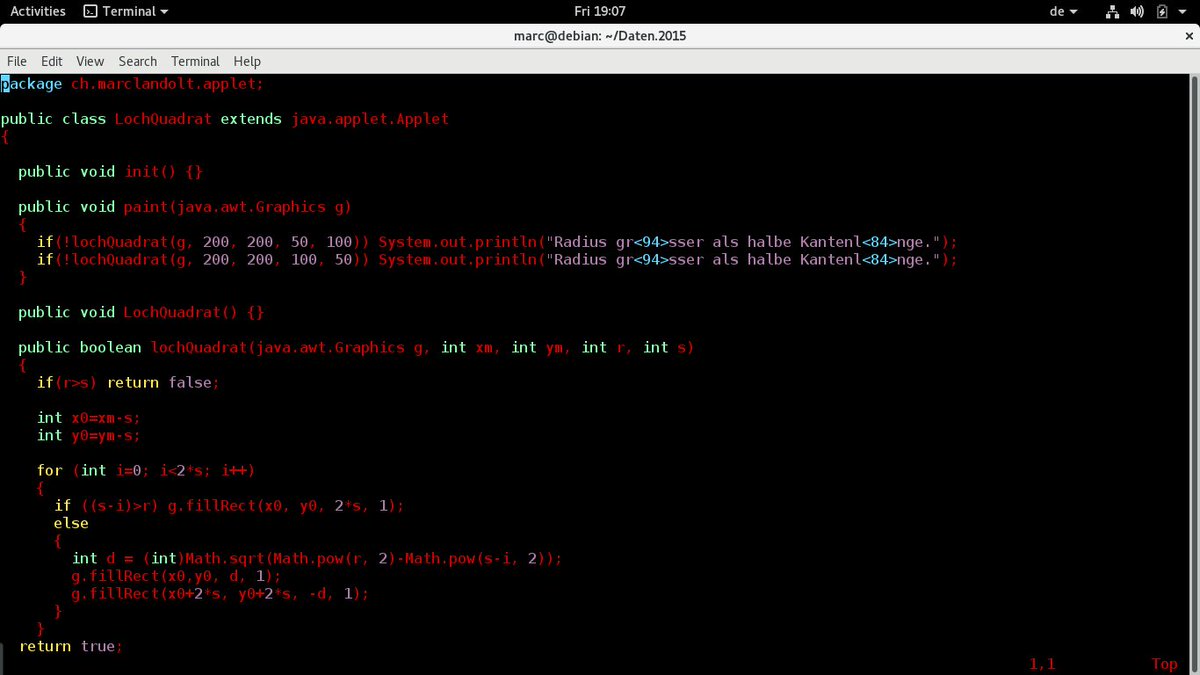 Activities Terminal Fri 19:07 de
marc@debian: ~/Daten.2015 ×
File Edit View Search Terminal Help
package ch.marclandolt.applet;
public class LochQuadrat extends java.applet.Applet
{
public void init() {}
public void paint(java.awt.Graphics g)
{
if(!lochQuadrat(g, 200, 200, 50, 100)) System.out.println("Radius gr<94>sser als halbe Kantenl<84>nge.");
if(!lochQuadrat(g, 200, 200, 100, 50)) System.out.println("Radius gr<94>sser als halbe Kantenl<84>nge.");
}
public void LochQuadrat() {}
public boolean lochQuadrat(java.awt.Graphics g, int xm, int ym, int r, int s)
{
if(r>s) return false;
int x0=xm-s;
int y0=ym-s;
for (int i=0; i<2*s; i++)
{
if ((s-i)>r) g.fillRect(x0, y0, 2*s, 1);
else
{
int d = (int)Math.sqrt(Math.pow(r, 2)-Math.pow(s-i, 2));
g.fillRect(x0,y0, d, 1);
g.fillRect(x0+2*s, y0+2*s, -d, 1);
}
}
return true;
1,1 Top